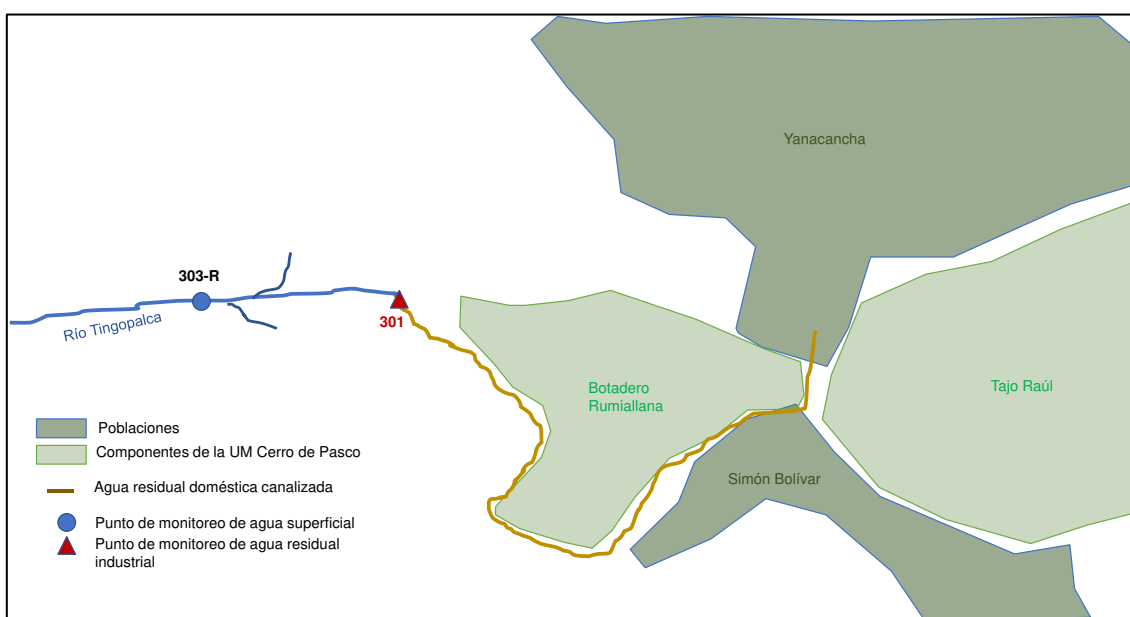 Yanacancha
303-R
Río Tingopalca
301
Botadero
Rumiallana
Tajo Raúl
Simón Bolívar
Poblaciones
Componentes de la UM Cerro de Pasco
Agua residual doméstica canalizada
Punto de monitoreo de agua superficial
Punto de monitoreo de agua residual
industrial